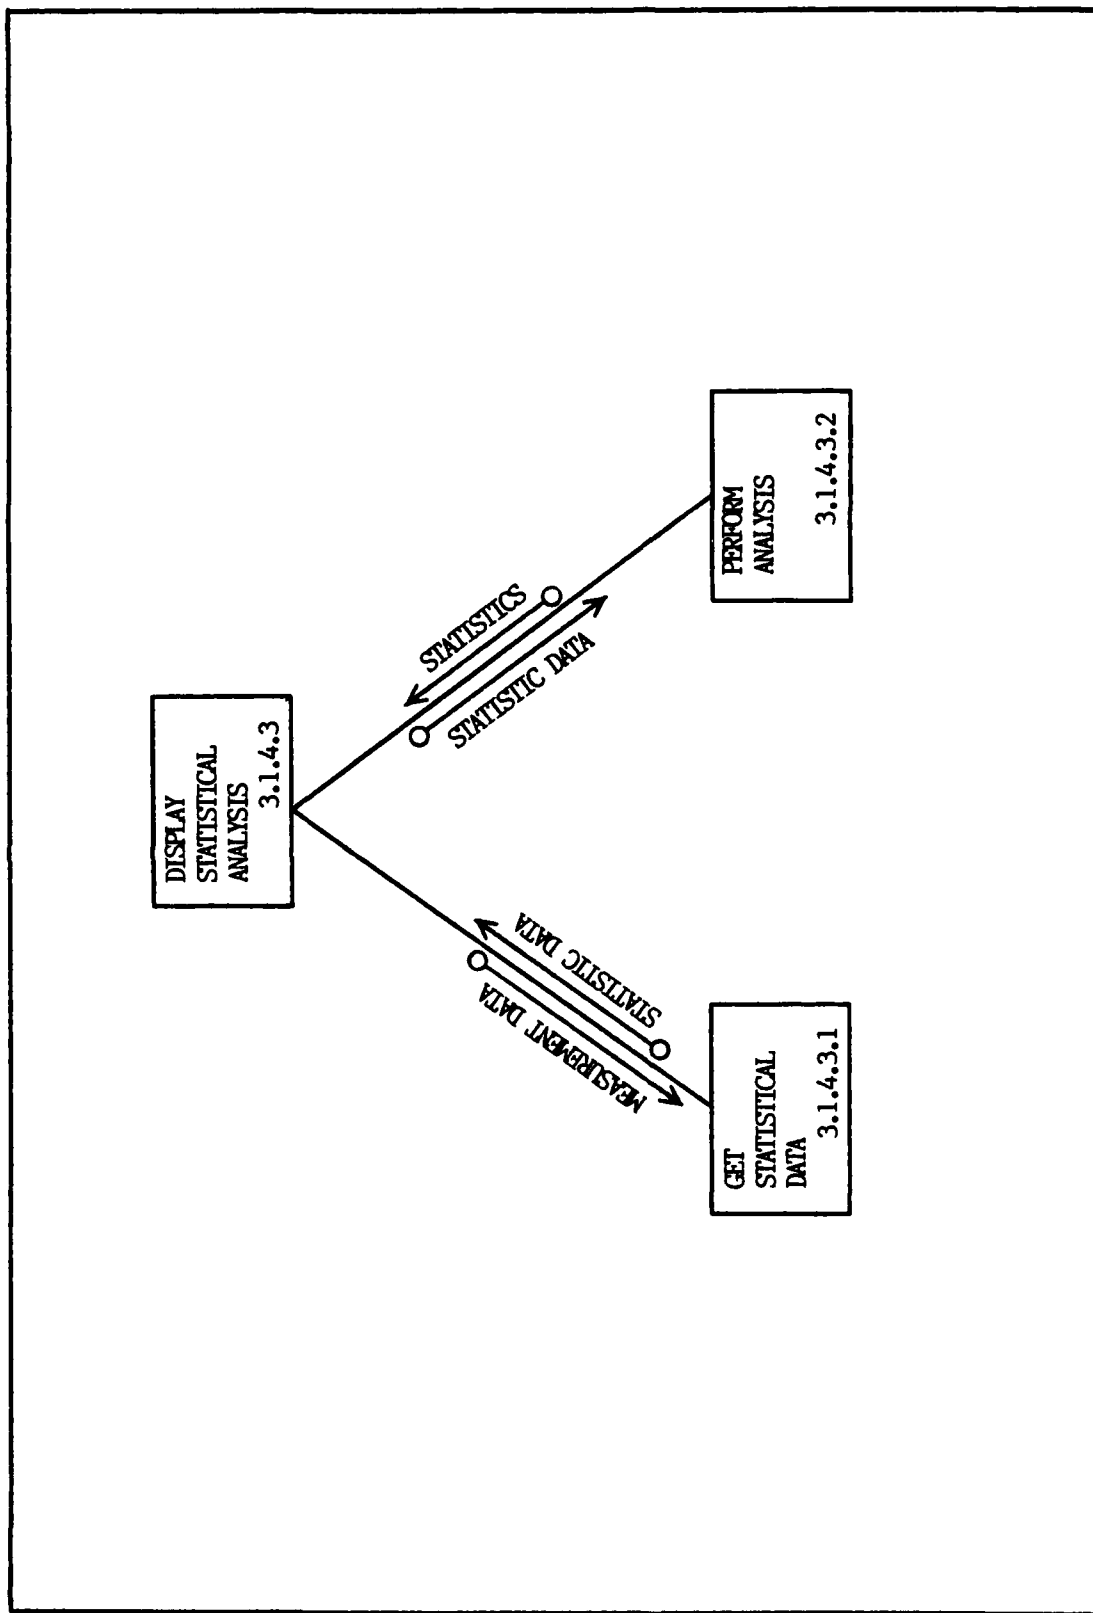 DISPLAY
STATISTICAL
ANALYSIS
3.1.4.3
MEASUREMENT DATA
STATISTIC DATA
STATISTICS
STATISTIC DATA
GET
STATISTICAL
DATA
3.1.4.3.1
PERFORM
ANALYSIS
3.1.4.3.2